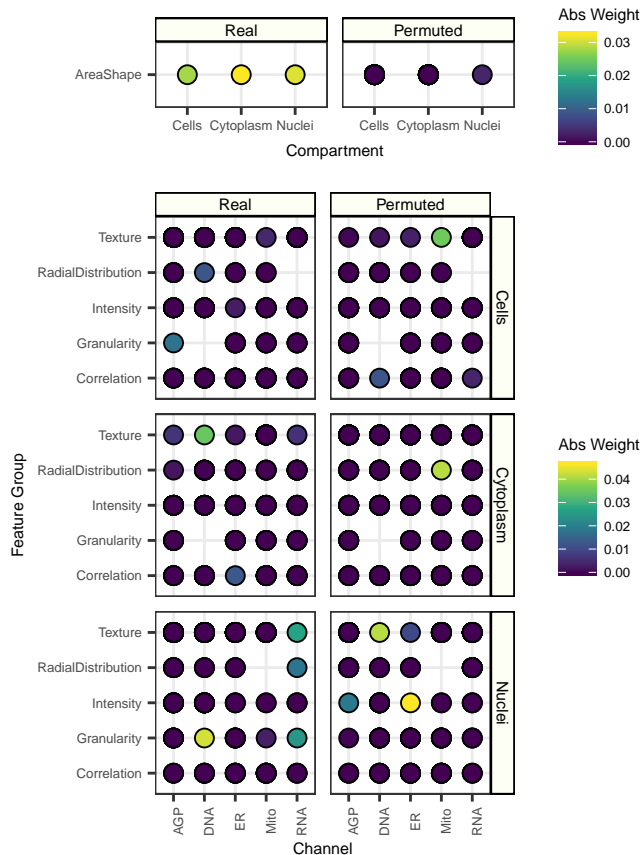 Real Permuted
AreaShape
Cells Cytoplasm Nuclei Cells Cytoplasm Nuclei
Compartment
Abs Weight
0.03
0.02
0.01
0.00
Real Permuted
Feature Group
Texture
RadialDistribution
Intensity
Granularity
Correlation
Cells
Texture
RadialDistribution
Intensity
Granularity
Correlation
Cytoplasm
Texture
RadialDistribution
Intensity
Granularity
Correlation
Nuclei
AGP DNA ER Mito RNA AGP DNA ER Mito RNA
Channel
Abs Weight
0.04
0.03
0.02
0.01
0.00